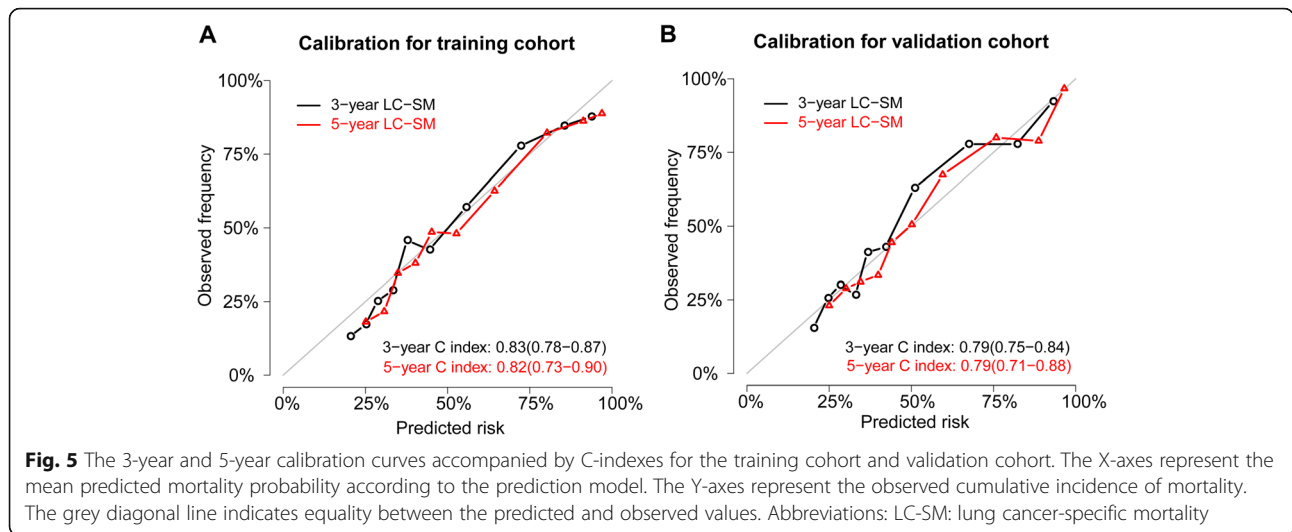 A
Calibration for training cohort
100%
75%
50%
25%
0%
Observed frequency
3−year LC−SM
5−year LC−SM
3−year C index: 0.83(0.78−0.87)
5−year C index: 0.82(0.73−0.90)
0% 25% 50% 75% 100%
Predicted risk
B
Calibration for validation cohort
100%
75%
50%
25%
0%
Observed frequency
3−year LC−SM
5−year LC−SM
3−year C index: 0.79(0.75−0.84)
5−year C index: 0.79(0.71−0.88)
0% 25% 50% 75% 100%
Predicted risk
Fig. 5 The 3-year and 5-year calibration curves accompanied by C-indexes for the training cohort and validation cohort. The X-axes represent the
mean predicted mortality probability according to the prediction model. The Y-axes represent the observed cumulative incidence of mortality.
The grey diagonal line indicates equality between the predicted and observed values. Abbreviations: LC-SM: lung cancer-specific mortality